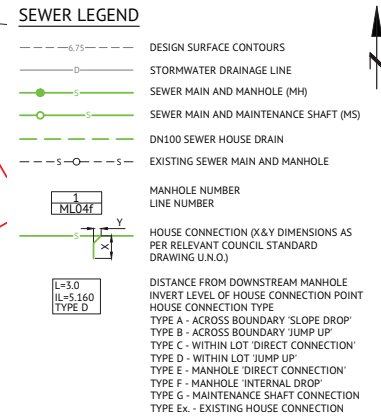 SEWER LEGEND
6.75 DESIGN SURFACE CONTOURS
D STORMWATER DRAINAGE LINE
S SEWER MAIN AND MANHOLE (MH)
S SEWER MAIN AND MAINTENANCE SHAFT (MS)
DN100 SEWER HOUSE DRAIN
S S EXISTING SEWER MAIN AND MANHOLE
1 MANHOLE NUMBER
ML04f LINE NUMBER
Y
S HOUSE CONNECTION (X&Y DIMENSIONS AS
X PER RELEVANT COUNCIL STANDARD
DRAWING U.N.O.)
L=3.0 DISTANCE FROM DOWNSTREAM MANHOLE
IL=5.160 INVERT LEVEL OF HOUSE CONNECTION POINT
TYPE D HOUSE CONNECTION TYPE
TYPE A - ACROSS BOUNDARY 'SLOPE DROP'
TYPE B - ACROSS BOUNDARY 'JUMP UP'
TYPE C - WITHIN LOT 'DIRECT CONNECTION'
TYPE D - WITHIN LOT 'JUMP UP'
TYPE E - MANHOLE 'DIRECT CONNECTION'
TYPE F - MANHOLE 'INTERNAL DROP'
TYPE G - MAINTENANCE SHAFT CONNECTION
TYPE Ex. - EXISTING HOUSE CONNECTION